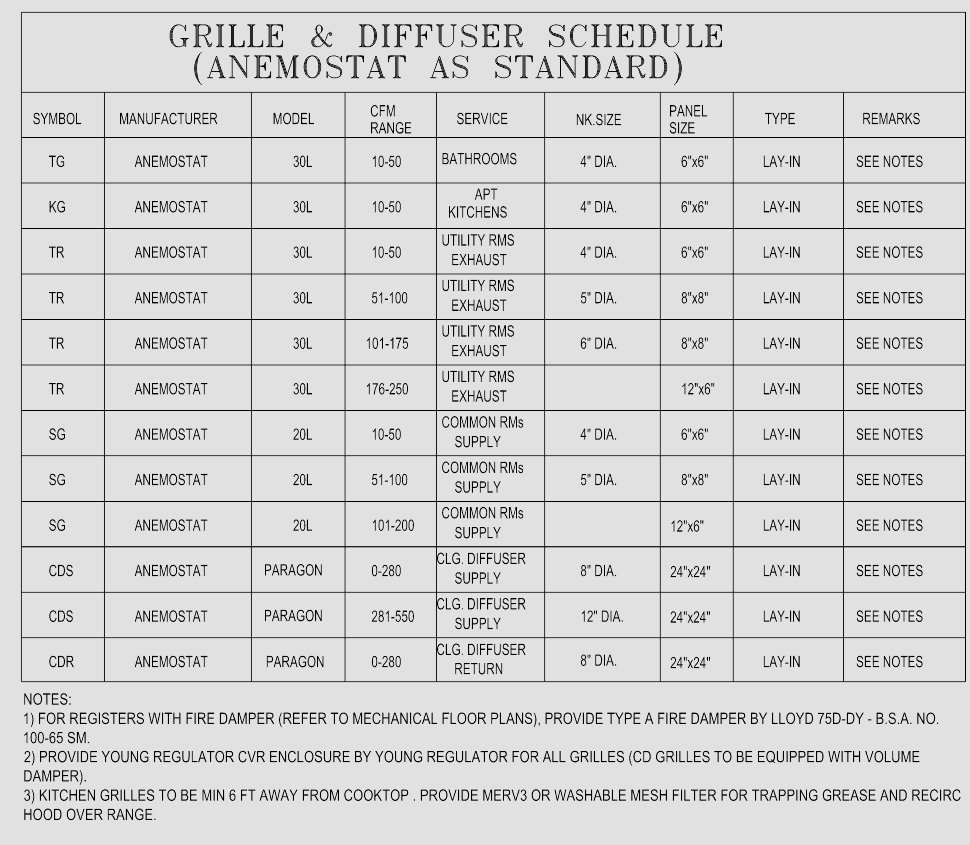 GRILLE & DIFFUSER SCHEDULE
(ANEMOSTAT AS STANDARD)
SYMBOL MANUFACTURER MODEL CFM RANGE SERVICE NK.SIZE PANEL SIZE TYPE REMARKS
TG ANEMOSTAT 30L 10-50 BATHROOMS 4" DIA. 6"x6" LAY-IN SEE NOTES
KG ANEMOSTAT 30L 10-50 APT KITCHENS 4" DIA. 6"x6" LAY-IN SEE NOTES
TR ANEMOSTAT 30L 10-50 UTILITY RMS EXHAUST 4" DIA. 6"x6" LAY-IN SEE NOTES
TR ANEMOSTAT 30L 51-100 UTILITY RMS EXHAUST 5" DIA. 8"x8" LAY-IN SEE NOTES
TR ANEMOSTAT 30L 101-175 UTILITY RMS EXHAUST 6" DIA. 8"x8" LAY-IN SEE NOTES
TR ANEMOSTAT 30L 176-250 UTILITY RMS EXHAUST 12"x6" LAY-IN SEE NOTES
SG ANEMOSTAT 20L 10-50 COMMON RMs SUPPLY 4" DIA. 6"x6" LAY-IN SEE NOTES
SG ANEMOSTAT 20L 51-100 COMMON RMs SUPPLY 5" DIA. 8"x8" LAY-IN SEE NOTES
SG ANEMOSTAT 20L 101-200 COMMON RMs SUPPLY 12"x6" LAY-IN SEE NOTES
CDS ANEMOSTAT PARAGON 0-280 CLG. DIFFUSER SUPPLY 8" DIA. 24"x24" LAY-IN SEE NOTES
CDS ANEMOSTAT PARAGON 281-550 CLG. DIFFUSER SUPPLY 12" DIA. 24"x24" LAY-IN SEE NOTES
CDR ANEMOSTAT PARAGON 0-280 CLG. DIFFUSER RETURN 8" DIA. 24"x24" LAY-IN SEE NOTES
NOTES:
1) FOR REGISTERS WITH FIRE DAMPER (REFER TO MECHANICAL FLOOR PLANS), PROVIDE TYPE A FIRE DAMPER BY LLOYD 75D-DY - B.S.A. NO.
100-65 SM.
2) PROVIDE YOUNG REGULATOR CVR ENCLOSURE BY YOUNG REGULATOR FOR ALL GRILLES (CD GRILLES TO BE EQUIPPED WITH VOLUME
DAMPER).
3) KITCHEN GRILLES TO BE MIN 6 FT AWAY FROM COOKTOP . PROVIDE MERV3 OR WASHABLE MESH FILTER FOR TRAPPING GREASE AND RECIRC
HOOD OVER RANGE.